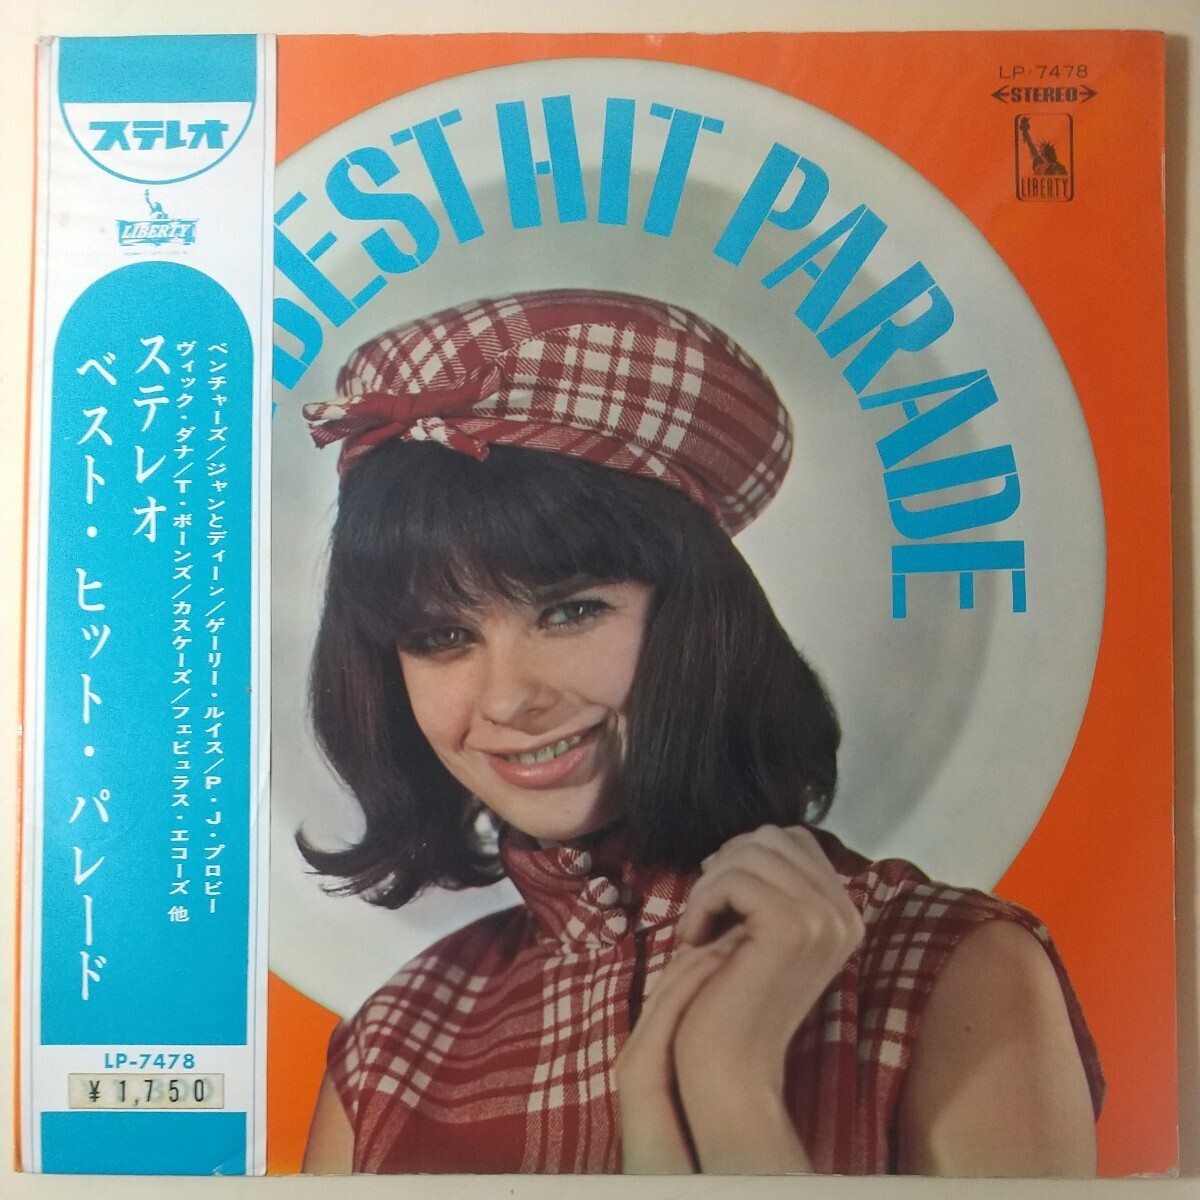 ステレオ
LIBERTY
ステレオ
ベスト・ヒット・パレード
ベンチャーズ/ジャンとディーン/ゲーリー・ルイス/P・J・プロビー
ヴィック・ダナ/T・ボーンズ/カスケーズ/フェビュラス・エコーズ 他
LP-7478
¥ 1,750
BEST HIT PARADE
LP・7478
STEREO
LIBERTY